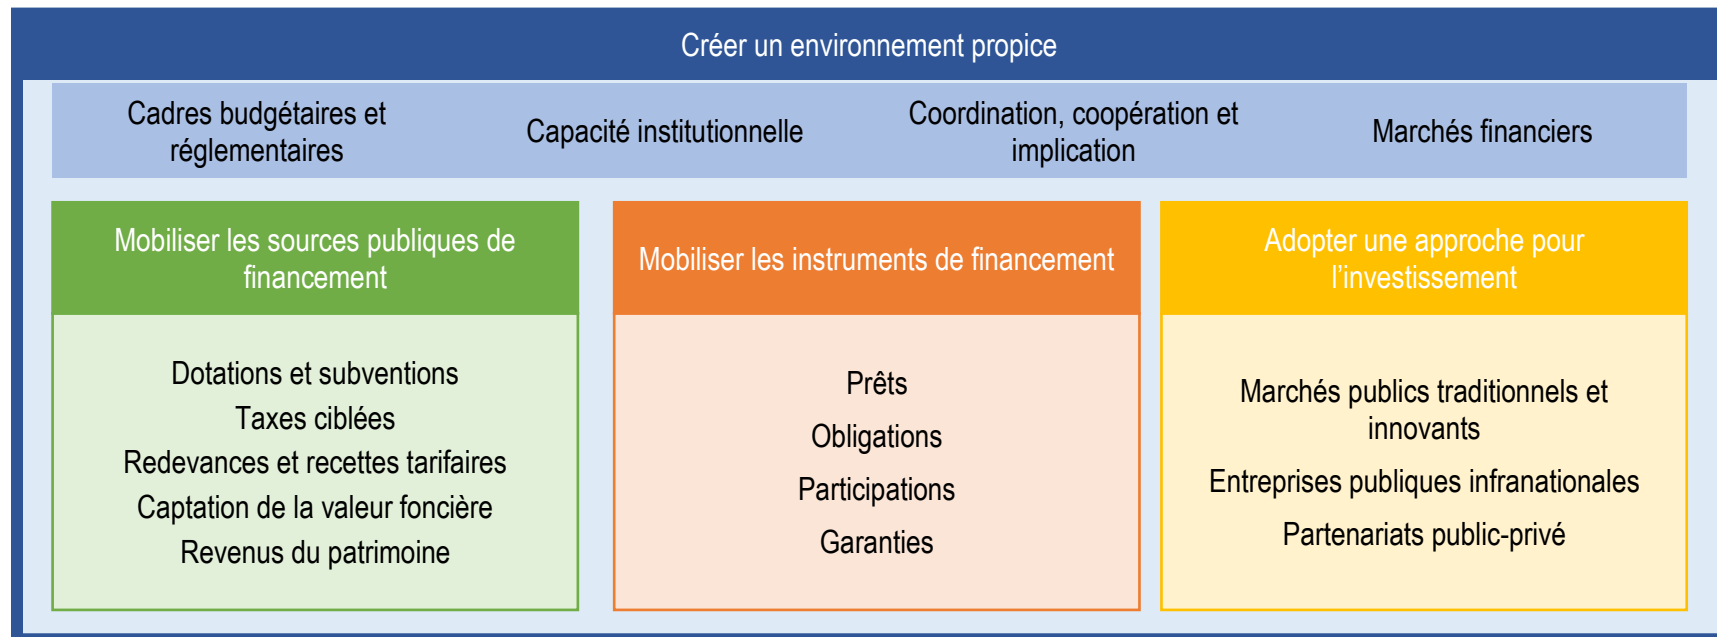 Créer un environnement propice
Cadres budgétaires et
réglementaires
Capacité institutionnelle
Coordination, coopération et
implication
Marchés financiers
Mobiliser les sources publiques de
financement
Dotations et subventions
Taxes ciblées
Redevances et recettes tarifaires
Captation de la valeur foncière
Revenus du patrimoine
Mobiliser les instruments de financement
Prêts
Obligations
Participations
Garanties
Adopter une approche pour
l’investissement
Marchés publics traditionnels et
innovants
Entreprises publiques infranationales
Partenariats public-privé